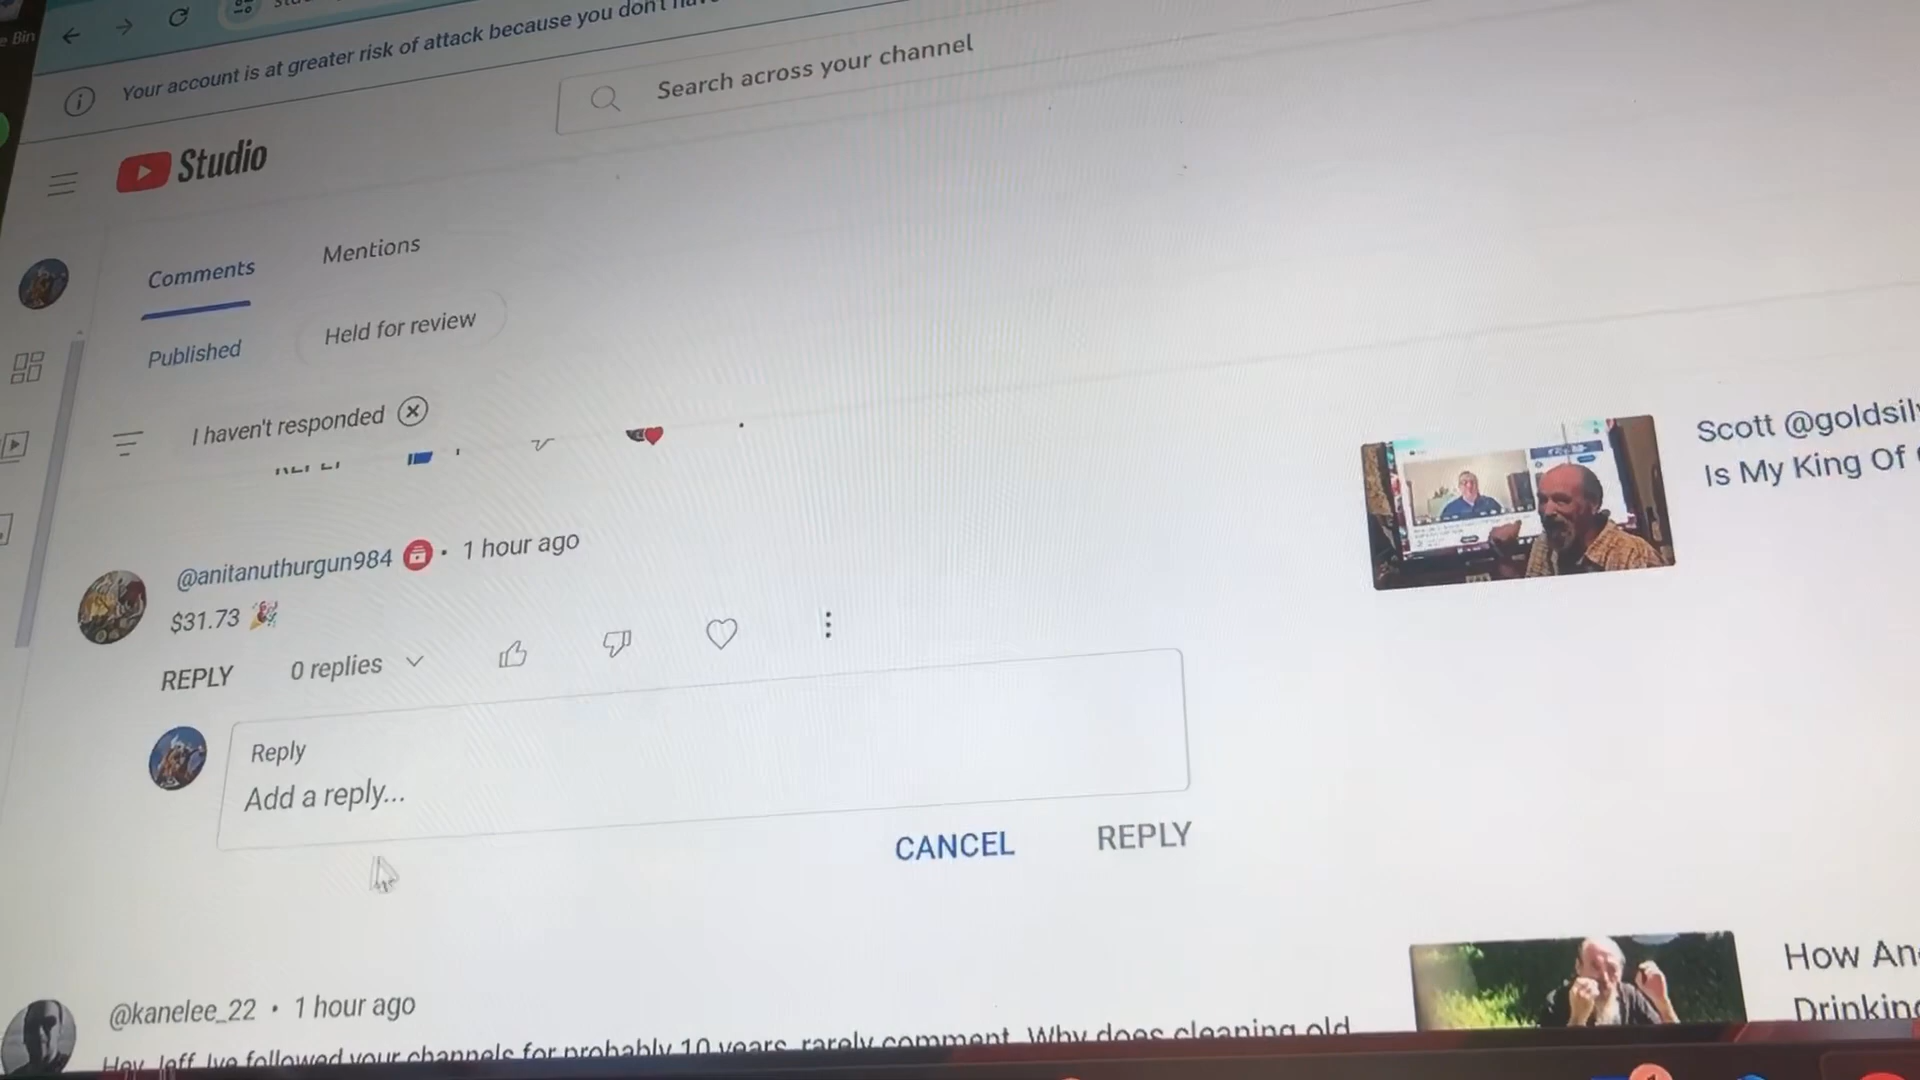 Bin
Your account is at greater risk of attack because you don't
Search across your channel
Studio
Comments
Mentions
Published
Held for review
I haven't responded
Scott @goldsil
Is My King Of
@anitanuthurgun984 • 1 hour ago
$31.73 🎉
REPLY
0 replies
Reply
Add a reply...
CANCEL
REPLY
@kanelee_22 • 1 hour ago
Hey Jeff Ive followed your channels for probably 10 years, rarely comment. Why does cleaning old
How An
Drinking